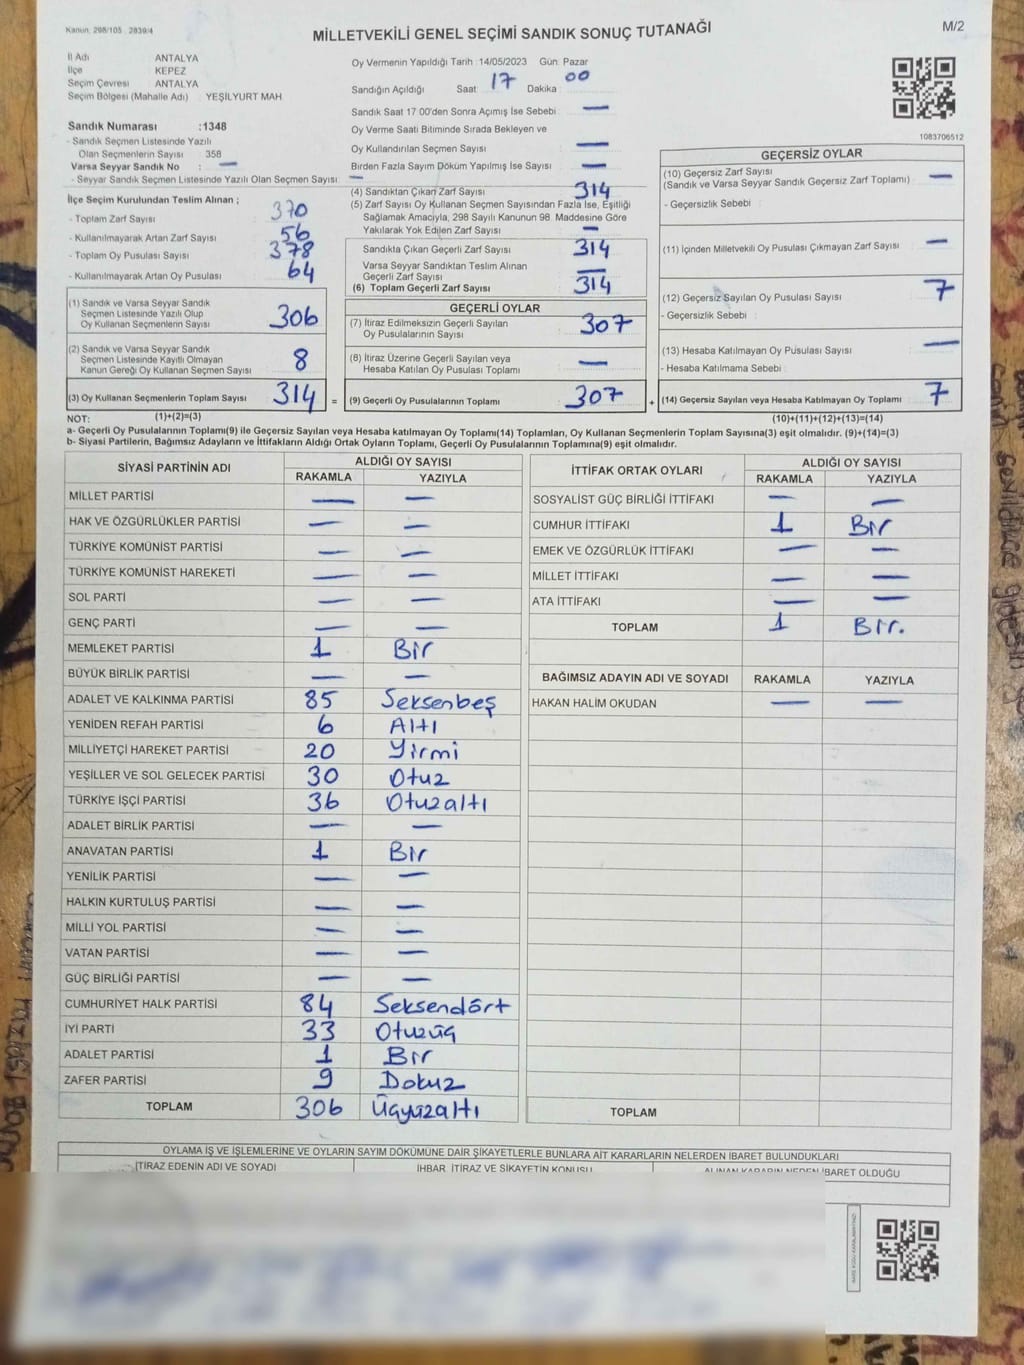 Kanun, 298/105 . 2839/4
MİLLETVEKİLİ GENEL SEÇİMİ SANDIK SONUÇ TUTANAĞI
M/2
İl Adı ANTALYA
İlçe KEPEZ
Seçim Çevresi ANTALYA
Seçim Bölgesi (Mahalle Adı) YEŞİLYURT MAH
Sandık Numarası :1348
- Sandık Seçmen Listesinde Yazılı
Olan Seçmenlerin Sayısı : 358
Varsa Seyyar Sandık No : —
- Seyyar Sandık Seçmen Listesinde Yazılı Olan Seçmen Sayısı : —
İlçe Seçim Kurulundan Teslim Alınan ;
- Toplam Zarf Sayısı 370
- Kullanılmayarak Artan Zarf Sayısı 56
- Toplam Oy Pusulası Sayısı 378
- Kullanılmayarak Artan Oy Pusulası 64
(1) Sandık ve Varsa Seyyar Sandık
Seçmen Listesinde Yazılı Olup
Oy Kullanan Seçmenlerin Sayısı 306
(2) Sandık ve Varsa Seyyar Sandık
Seçmen Listesinde Kayıtlı Olmayan
Kanun Gereği Oy Kullanan Seçmen Sayısı 8
(3) Oy Kullanan Seçmenlerin Toplam Sayısı 314 =
Oy Vermenin Yapıldığı Tarih :14/05/2023 Gün: Pazar
Sandığın Açıldığı Saat 17 Dakika 00
Sandık Saat 17:00'den Sonra Açımış İse Sebebi —
Oy Verme Saati Bitiminde Sırada Bekleyen ve
Oy Kullandırılan Seçmen Sayısı —
Birden Fazla Sayım Döküm Yapılmış İse Sayısı —
(4) Sandıktan Çıkan Zarf Sayısı 314
(5) Zarf Sayısı Oy Kullanan Seçmen Sayısından Fazla İse, Eşitliği
Sağlamak Amacıyla, 298 Sayılı Kanunun 98. Maddesine Göre
Yakılarak Yok Edilen Zarf Sayısı —
Sandıkta Çıkan Geçerli Zarf Sayısı 314
Varsa Seyyar Sandıktan Teslim Alınan
Geçerli Zarf Sayısı —
(6) Toplam Geçerli Zarf Sayısı 314
GEÇERLİ OYLAR
(7) İtiraz Edilmeksizin Geçerli Sayılan
Oy Pusulalarının Sayısı 307
(8) İtiraz Üzerine Geçerli Sayılan veya
Hesaba Katılan Oy Pusulası Toplamı —
(9) Geçerli Oy Pusulalarının Toplamı 307 +
1083706512
GEÇERSİZ OYLAR
(10) Geçersiz Zarf Sayısı
(Sandık ve Varsa Seyyar Sandık Geçersiz Zarf Toplamı) —
- Geçersizlik Sebebi :
(11) İçinden Milletvekili Oy Pusulası Çıkmayan Zarf Sayısı —
(12) Geçersiz Sayılan Oy Pusulası Sayısı 7
- Geçersizlik Sebebi :
(13) Hesaba Katılmayan Oy Pusulası Sayısı —
- Hesaba Katılmama Sebebi :
(14) Geçersiz Sayılan veya Hesaba Katılmayan Oy Toplamı 7
NOT: (1)+(2)=(3) (10)+(11)+(12)+(13)=(14)
a- Geçerli Oy Pusulalarının Toplamı(9) ile Geçersiz Sayılan veya Hesaba katılmayan Oy Toplamı(14) Toplamları, Oy Kullanan Seçmenlerin Toplam Sayısına(3) eşit olmalıdır. (9)+(14)=(3)
b- Siyasi Partilerin, Bağımsız Adayların ve İttifakların Aldığı Ortak Oyların Toplamı, Geçerli Oy Pusulalarının Toplamına(9) eşit olmalıdır.
SİYASİ PARTİNİN ADI ALDIĞI OY SAYISI
RAKAMLA YAZIYLA
MİLLET PARTİSİ — —
HAK VE ÖZGÜRLÜKLER PARTİSİ — —
TÜRKİYE KOMÜNİST PARTİSİ — —
TÜRKİYE KOMÜNİST HAREKETİ — —
SOL PARTİ — —
GENÇ PARTİ — —
MEMLEKET PARTİSİ 1 Bir
BÜYÜK BİRLİK PARTİSİ — —
ADALET VE KALKINMA PARTİSİ 85 Seksenbeş
YENİDEN REFAH PARTİSİ 6 Altı
MİLLİYETÇİ HAREKET PARTİSİ 20 Yirmi
YEŞİLLER VE SOL GELECEK PARTİSİ 30 Otuz
TÜRKİYE İŞÇİ PARTİSİ 36 Otuzaltı
ADALET BİRLİK PARTİSİ — —
ANAVATAN PARTİSİ 1 Bir
YENİLİK PARTİSİ — —
HALKIN KURTULUŞ PARTİSİ — —
MİLLİ YOL PARTİSİ — —
VATAN PARTİSİ — —
GÜÇ BİRLİĞİ PARTİSİ — —
CUMHURİYET HALK PARTİSİ 84 Seksendört
İYİ PARTİ 33 Otuzüç
ADALET PARTİSİ 1 Bir
ZAFER PARTİSİ 9 Dokuz
TOPLAM 306 Üçyüzaltı
İTTİFAK ORTAK OYLARI ALDIĞI OY SAYISI
RAKAMLA YAZIYLA
SOSYALİST GÜÇ BİRLİĞİ İTTİFAKI — —
CUMHUR İTTİFAKI 1 Bir
EMEK VE ÖZGÜRLÜK İTTİFAKI — —
MİLLET İTTİFAKI — —
ATA İTTİFAKI — —
TOPLAM 1 Bir.
BAĞIMSIZ ADAYIN ADI VE SOYADI RAKAMLA YAZIYLA
HAKAN HALİM OKUDAN — —
TOPLAM
OYLAMA İŞ VE İŞLEMLERİNE VE OYLARIN SAYIM DÖKÜMÜNE DAİR ŞİKAYETLERLE BUNLARA AİT KARARLARIN NELERDEN İBARET BULUNDUKLARI
İTİRAZ EDENİN ADI VE SOYADI İHBAR İTİRAZ VE ŞİKAYETİN KONUSU ALINAN KARARIN NEDEN İBARET OLDUĞU